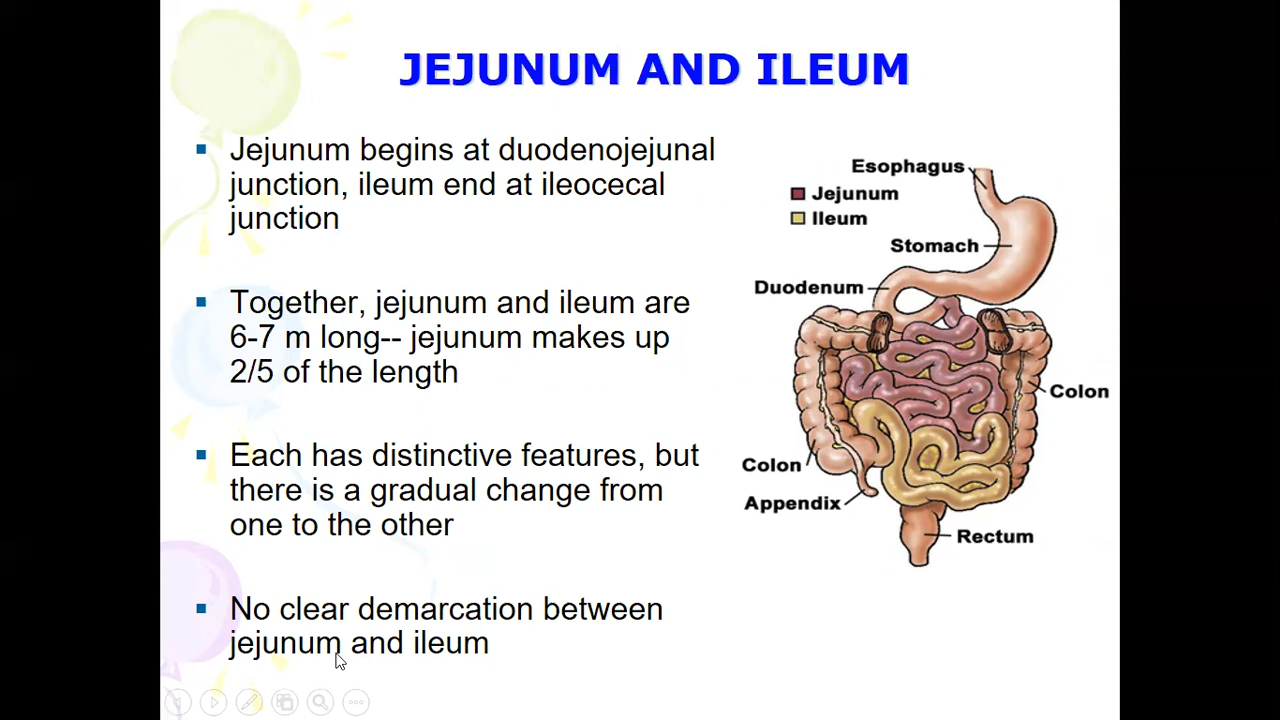 JEJUNUM AND ILEUM
Jejunum begins at duodenojejunal
junction, ileum end at ileocecal
junction
Together, jejunum and ileum are
6-7 m long-- jejunum makes up
2/5 of the length
Each has distinctive features, but
there is a gradual change from
one to the other
No clear demarcation between
jejunum and ileum
Esophagus
Jejunum
Ileum
Stomach
Duodenum
Colon
Colon
Appendix
Rectum